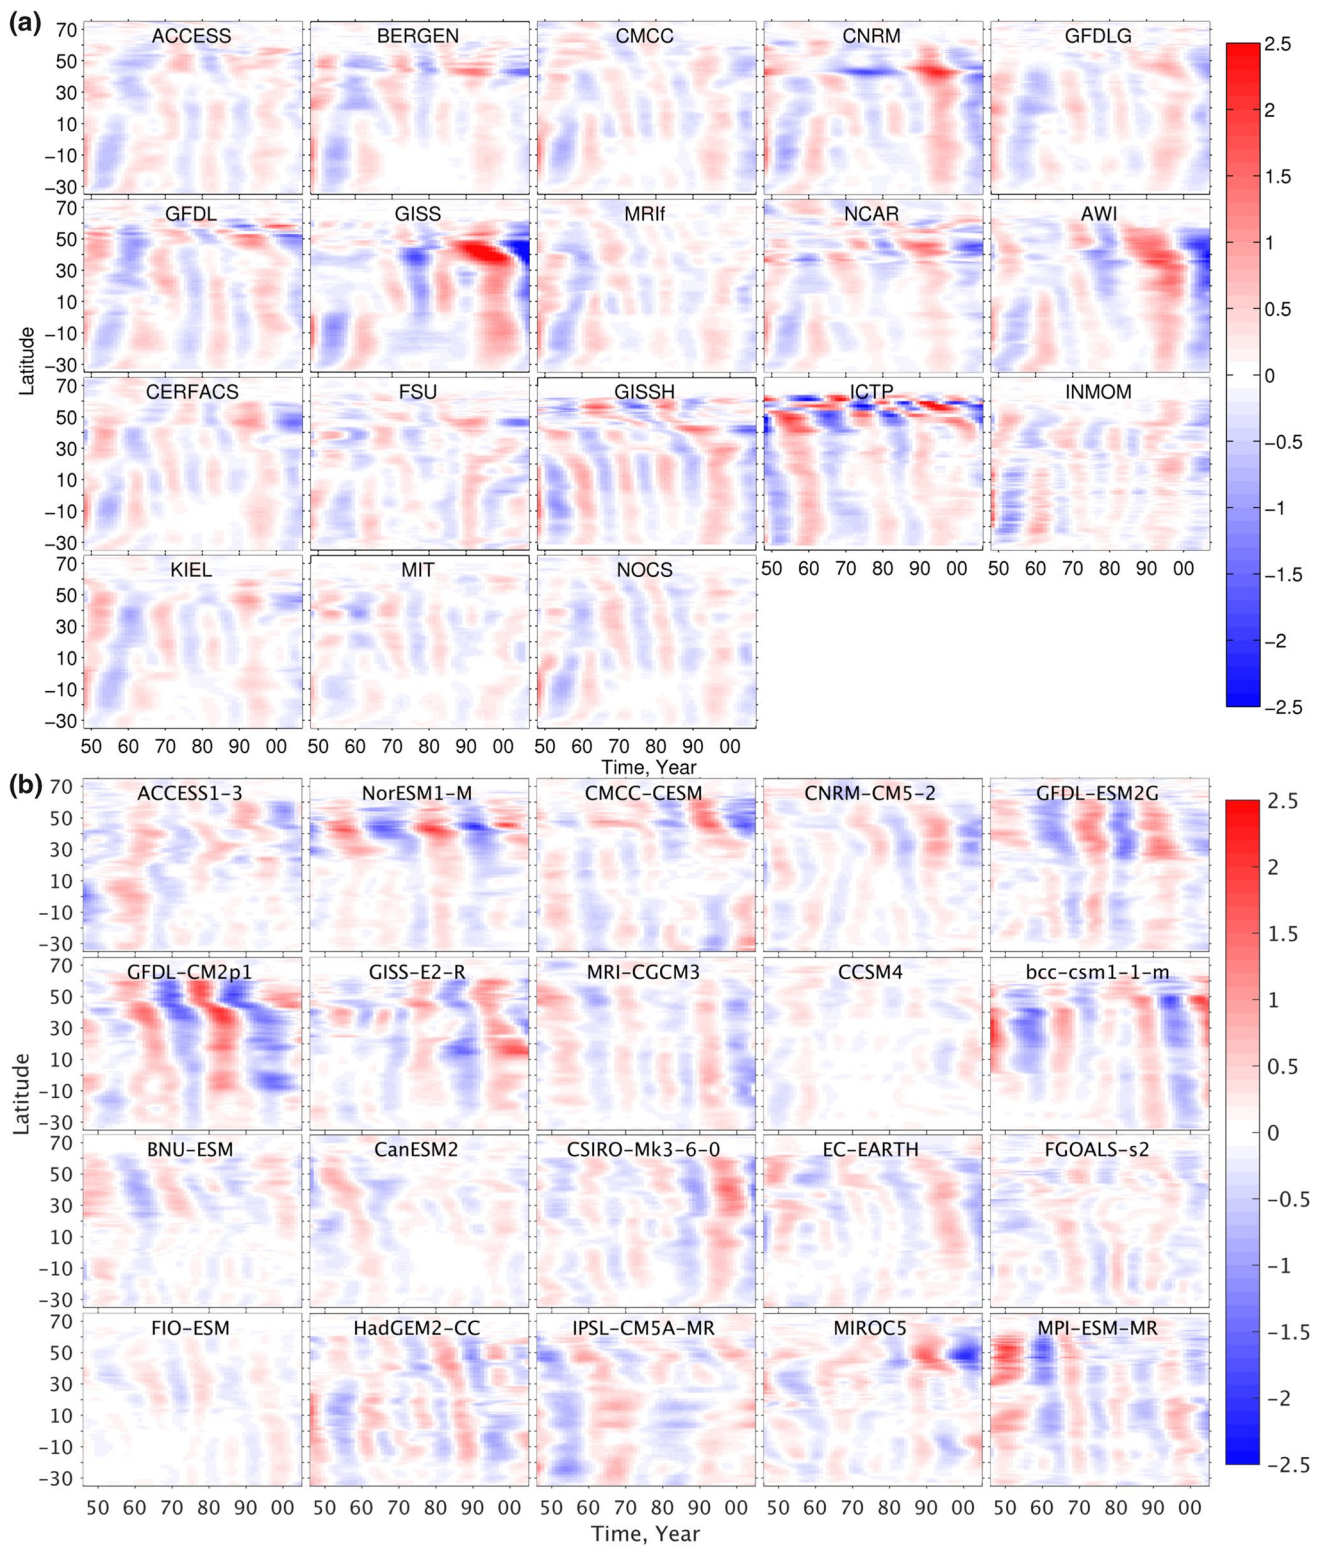 (a)
ACCESS BERGEN CMCC CNRM GFDLG
70 50 30 10 −10 −30
GFDL GISS MRIf NCAR AWI
70 50 30 10 −10 −30
CERFACS FSU GISSH ICTP INMOM
70 50 30 10 −10 −30
50 60 70 80 90 00 50 60 70 80 90 00
KIEL MIT NOCS
70 50 30 10 −10 −30
50 60 70 80 90 00 50 60 70 80 90 00 50 60 70 80 90 00
Latitude
Time, Year
2.5
2
1.5
1
0.5
0
−0.5
−1
−1.5
−2
−2.5
(b)
ACCESS1−3 NorESM1−M CMCC−CESM CNRM−CM5−2 GFDL−ESM2G
70 50 30 10 −10 −30
GFDL−CM2p1 GISS−E2−R MRI−CGCM3 CCSM4 bcc−csm1−1−m
70 50 30 10 −10 −30
BNU−ESM CanESM2 CSIRO−Mk3−6−0 EC−EARTH FGOALS−s2
70 50 30 10 −10 −30
FIO−ESM HadGEM2−CC IPSL−CM5A−MR MIROC5 MPI−ESM−MR
70 50 30 10 −10 −30
50 60 70 80 90 00 50 60 70 80 90 00 50 60 70 80 90 00 50 60 70 80 90 00 50 60 70 80 90 00
Latitude
Time, Year
2.5
2
1.5
1
0.5
0
−0.5
−1
−1.5
−2
−2.5